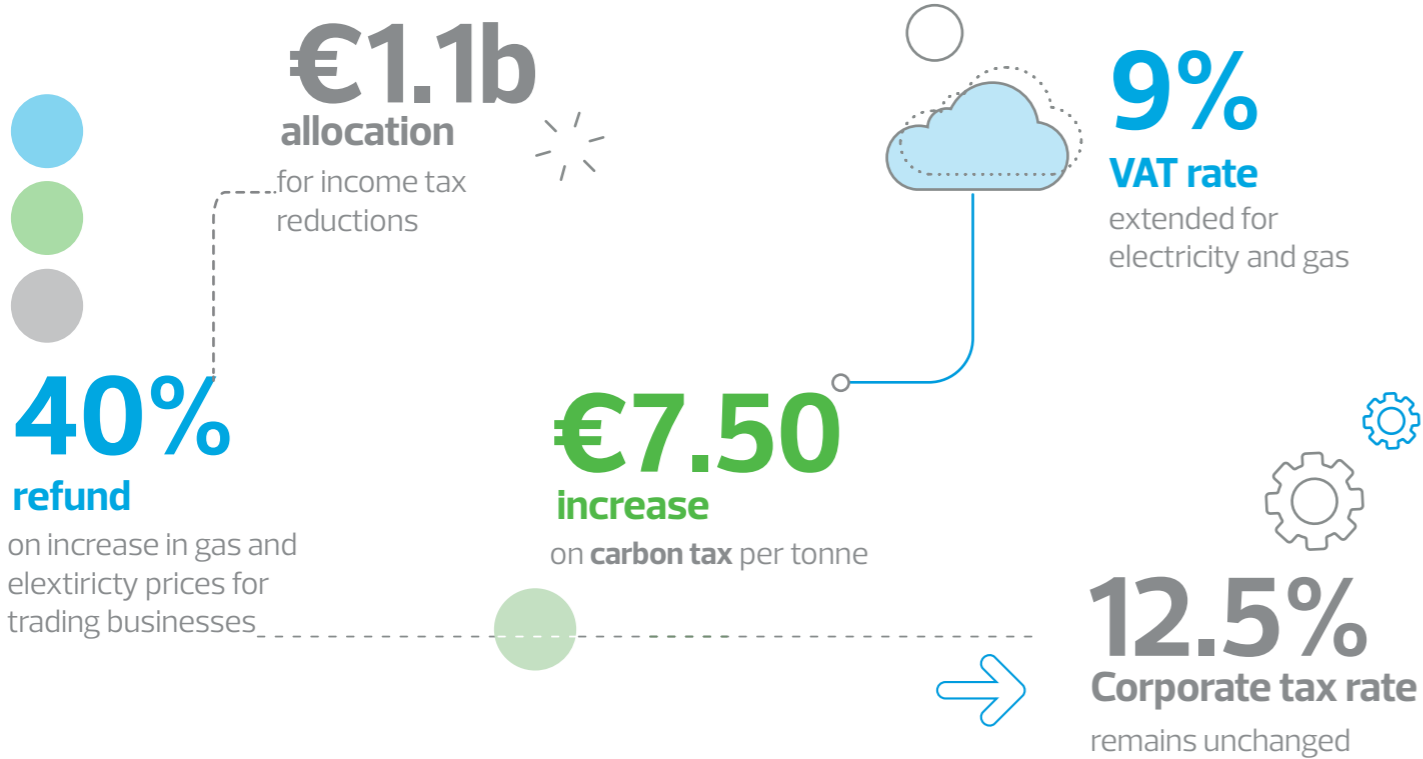 €1.1b
allocation
for income tax
reductions
9%
VAT rate
extended for
electricity and gas
40%
refund
on increase in gas and
elextiricty prices for
trading businesses
€7.50
increase
on carbon tax per tonne
12.5%
Corporate tax rate
remains unchanged